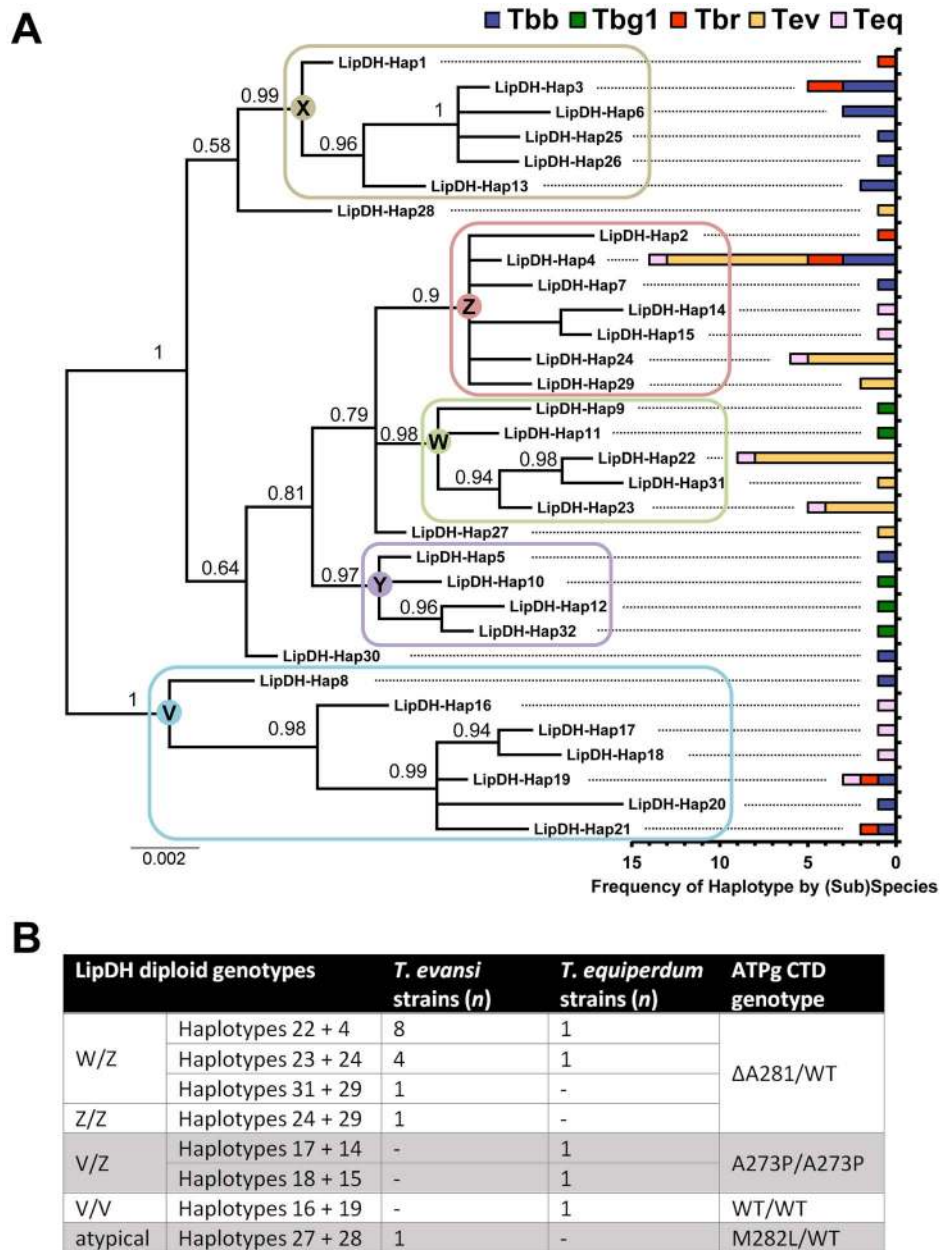 A
Tbb Tbg1 Tbr Tev Teq
LipDH-Hap1
0.99
LipDH-Hap3
X
LipDH-Hap6
1
0.58
LipDH-Hap25
0.96
LipDH-Hap26
LipDH-Hap13
LipDH-Hap28
LipDH-Hap2
LipDH-Hap4
0.9
LipDH-Hap7
Z
LipDH-Hap14
LipDH-Hap15
1
LipDH-Hap24
LipDH-Hap29
0.79
LipDH-Hap9
0.98
W
LipDH-Hap11
0.98
LipDH-Hap22
0.94
LipDH-Hap31
0.81
LipDH-Hap23
LipDH-Hap27
LipDH-Hap5
0.64
0.97
Y
LipDH-Hap10
0.96
LipDH-Hap12
LipDH-Hap32
LipDH-Hap30
LipDH-Hap8
1
V
LipDH-Hap16
0.98
0.94
LipDH-Hap17
LipDH-Hap18
0.99
LipDH-Hap19
LipDH-Hap20
LipDH-Hap21
0.002
15 10 5 0
Frequency of Haplotype by (Sub)Species
B
LipDH diploid genotypes T. evansi strains (n) T. equiperdum strains (n) ATPg CTD genotype
W/Z Haplotypes 22 + 4 8 1 ΔA281/WT
Haplotypes 23 + 24 4 1
Haplotypes 31 + 29 1 -
Z/Z Haplotypes 24 + 29 1 -
V/Z Haplotypes 17 + 14 - 1 A273P/A273P
Haplotypes 18 + 15 - 1
V/V Haplotypes 16 + 19 - 1 WT/WT
atypical Haplotypes 27 + 28 1 - M282L/WT